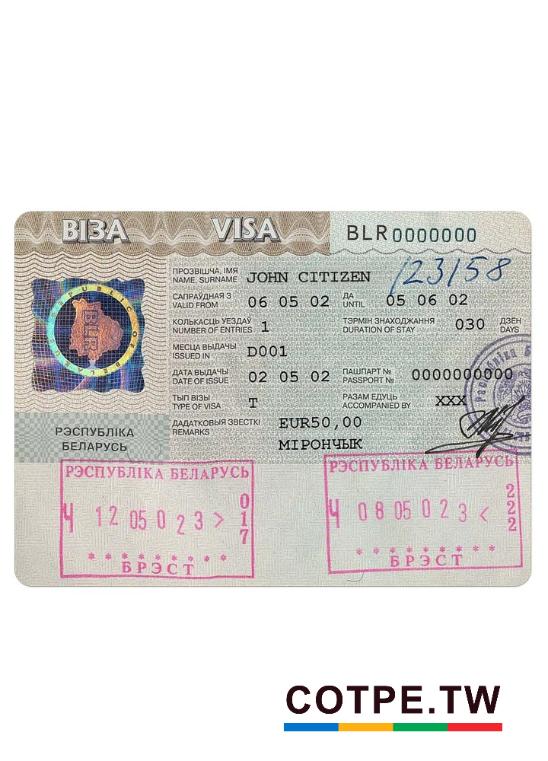 ВІЗА VISA BLR0000000
123158
ПРОЗВІШЧА, ІМЯ
NAME, SURNAME JOHN CITIZEN
САПРАЎДНАЯ З 06 05 02 ДА 05 06 02
VALID FROM UNTIL
КОЛЬКАСЦЬ УЕЗДАЎ 1 ТЭРМІН ЗНАХОДЖАННЯ 030 ДЗЁН
NUMBER OF ENTRIES DURATION OF STAY DAYS
МЕСЦА ВЫДАЧЫ D001
ISSUED IN
ДАТА ВЫДАЧЫ 02 05 02 ПАШПАРТ № 0000000000
DATE OF ISSUE PASSPORT №
ТЫП ВІЗЫ T РАЗАМ ЕДУЦЬ XXX
TYPE OF VISA ACCOMPANIED BY
ДАДАТКОВЫЯ ЗВЕСТКІ EUR50,00
REMARKS
МІРОНЧЫК
РЭСПУБЛІКА
БЕЛАРУСЬ
РЭСПУБЛІКА БЕЛАРУСЬ
Ч 12 05 02 3 > 017
* * * * * * * *
БРЭСТ
РЭСПУБЛІКА БЕЛАРУСЬ
Ч 08 05 02 3 < 222
* * * * * * * *
БРЭСТ
COTPE.TW